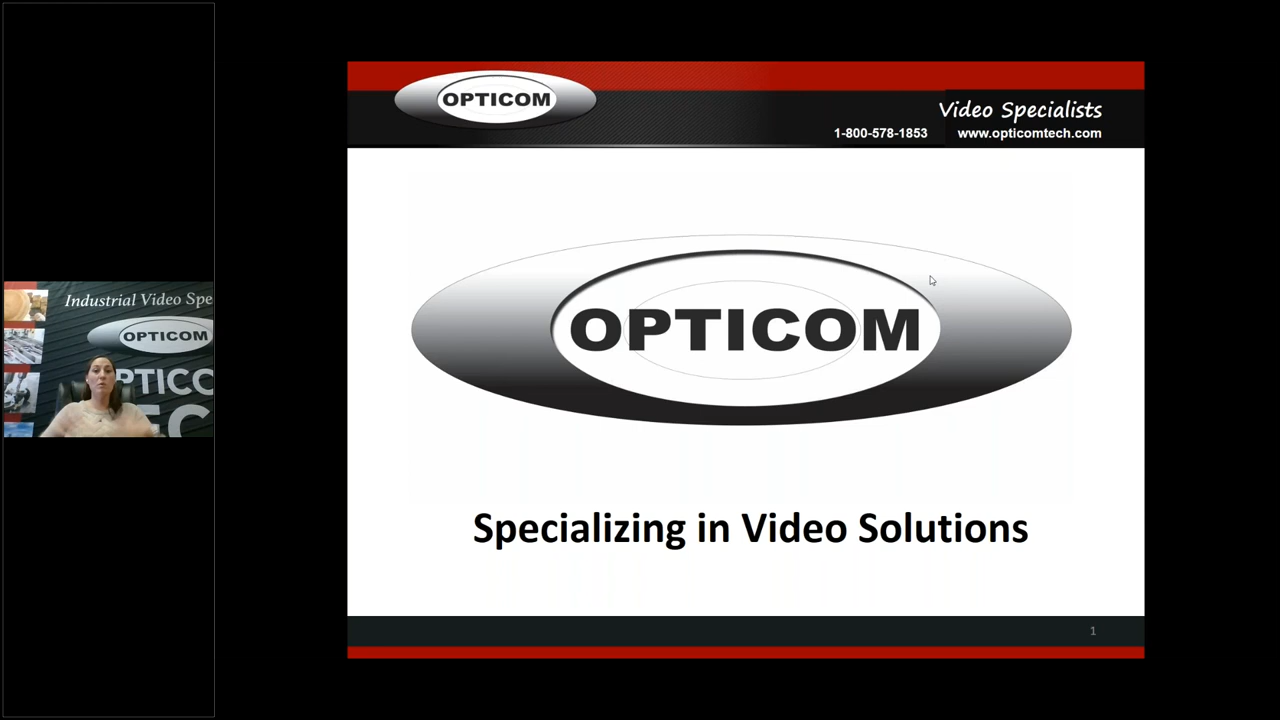 OPTICOM
Video Specialists
1-800-578-1853
www.opticomtech.com
OPTICOM
Specializing in Video Solutions
1
Industrial Video Spe
OPTICOM
PTICO